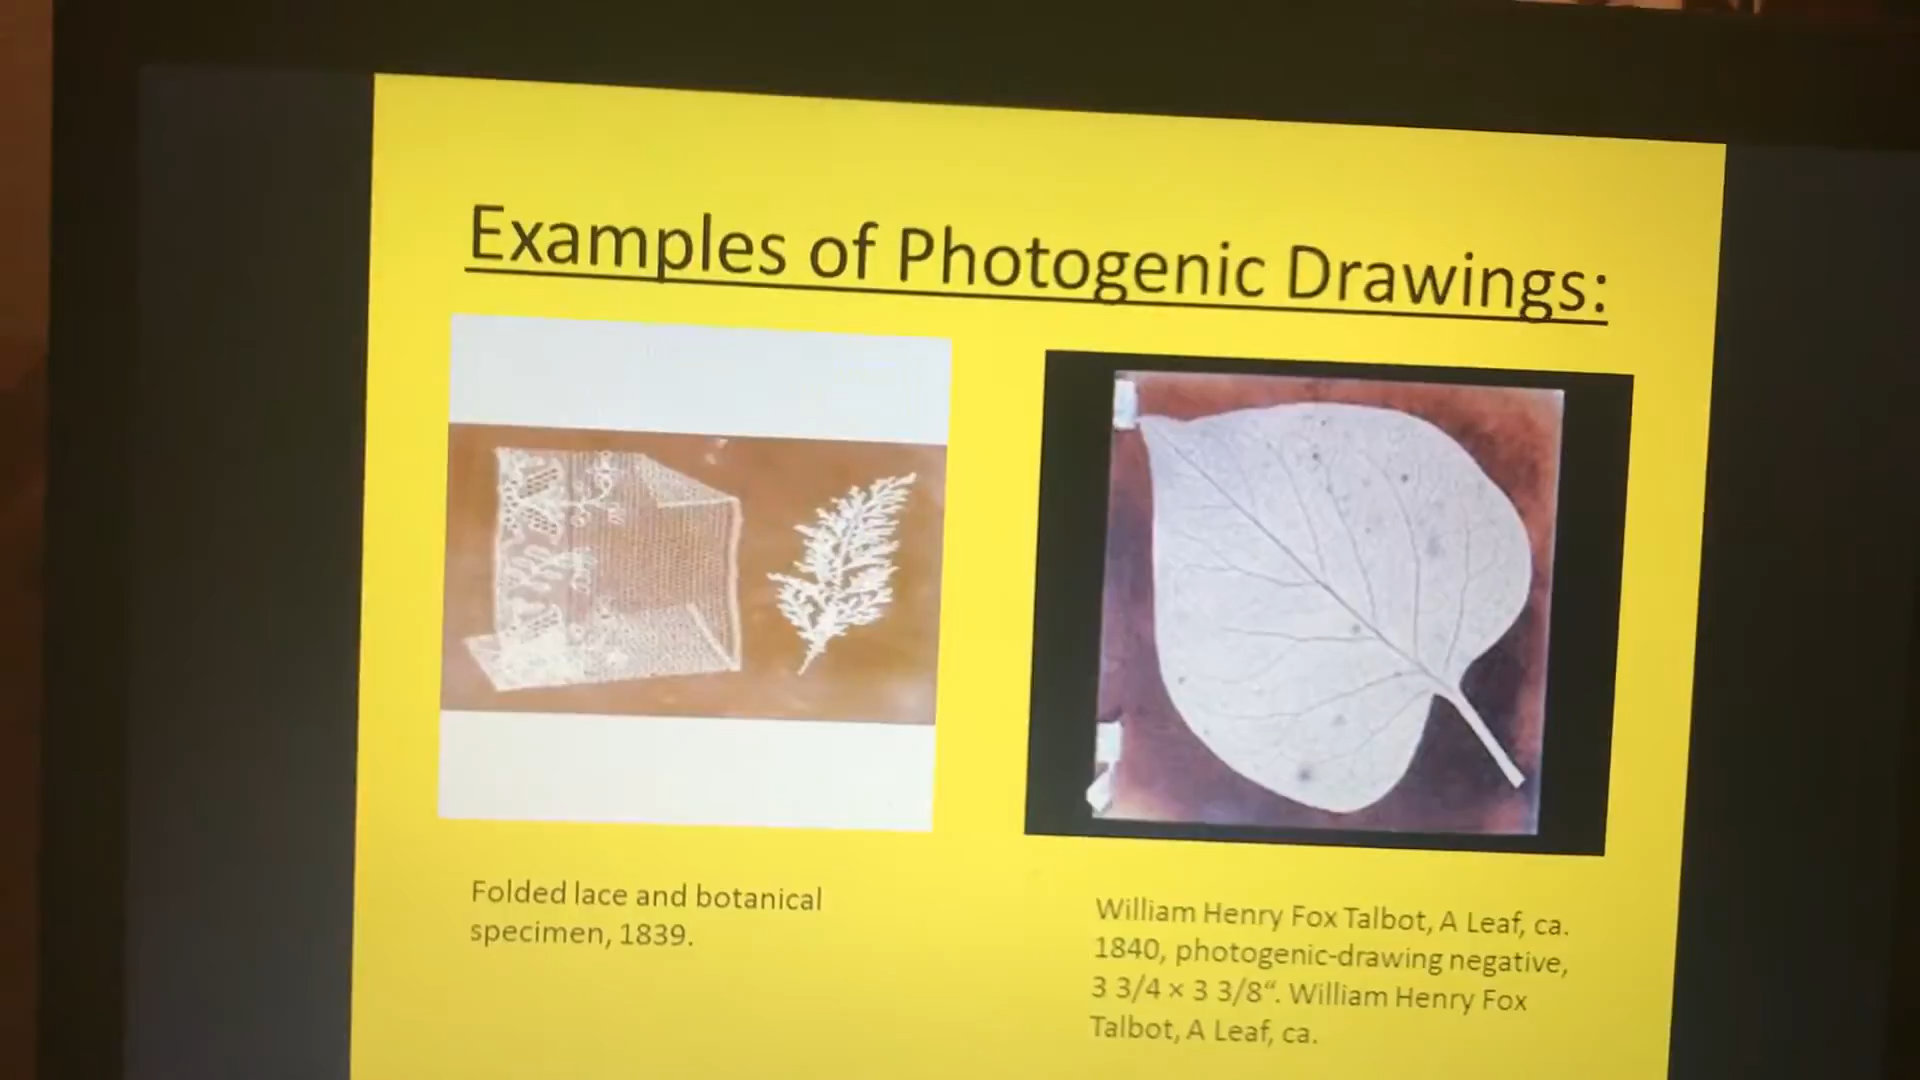 Examples of Photogenic Drawings:
Folded lace and botanical
specimen, 1839.
William Henry Fox Talbot, A Leaf, ca.
1840, photogenic-drawing negative,
3 3/4 × 3 3/8“. William Henry Fox
Talbot, A Leaf, ca.